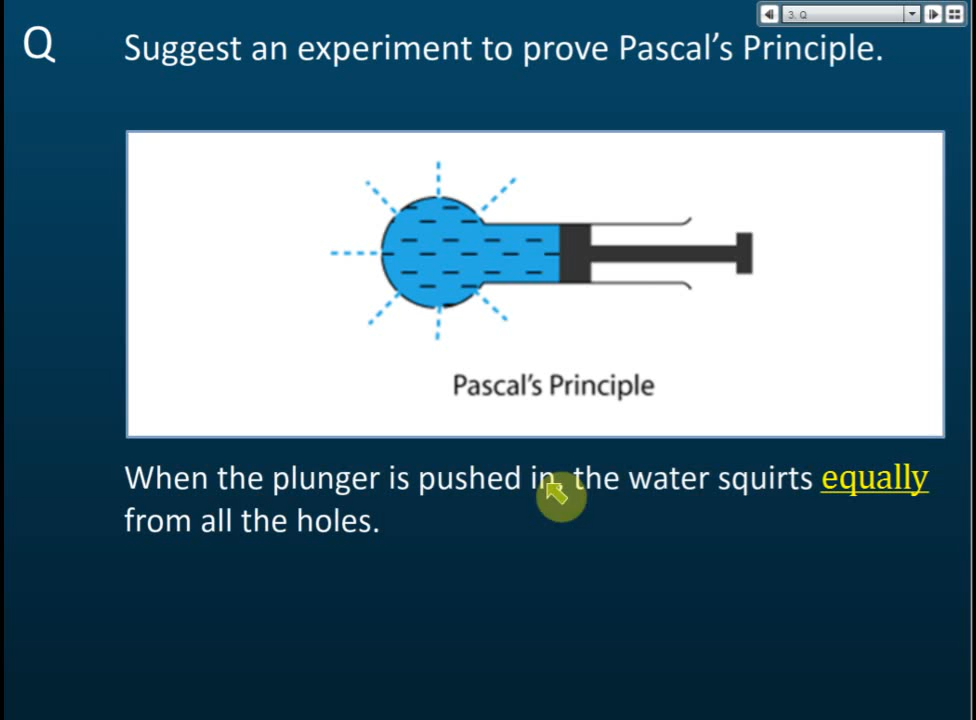 3. Q
Q
Suggest an experiment to prove Pascal's Principle.
Pascal's Principle
When the plunger is pushed in, the water squirts equally
from all the holes.